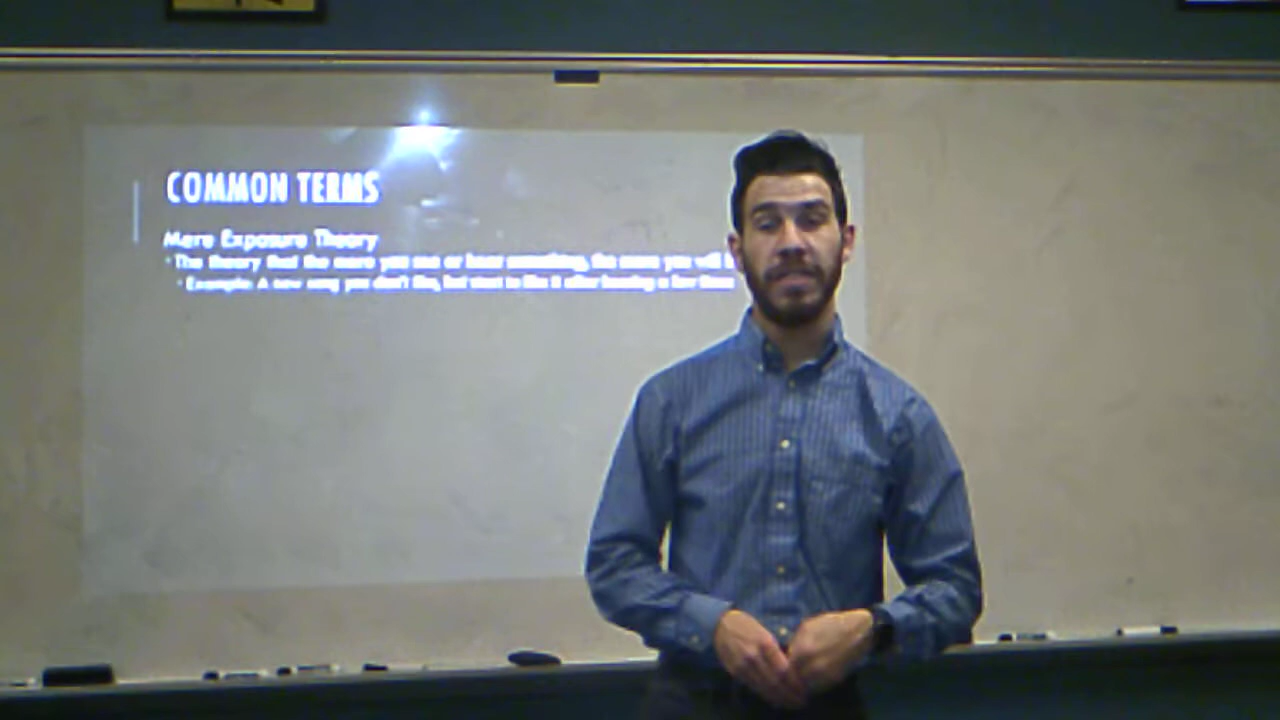 COMMON TERMS
Mere Exposure Theory
The theory that the more you see or hear something, the more you will
Example: A new song you don't like, but start to like it after hearing a few times